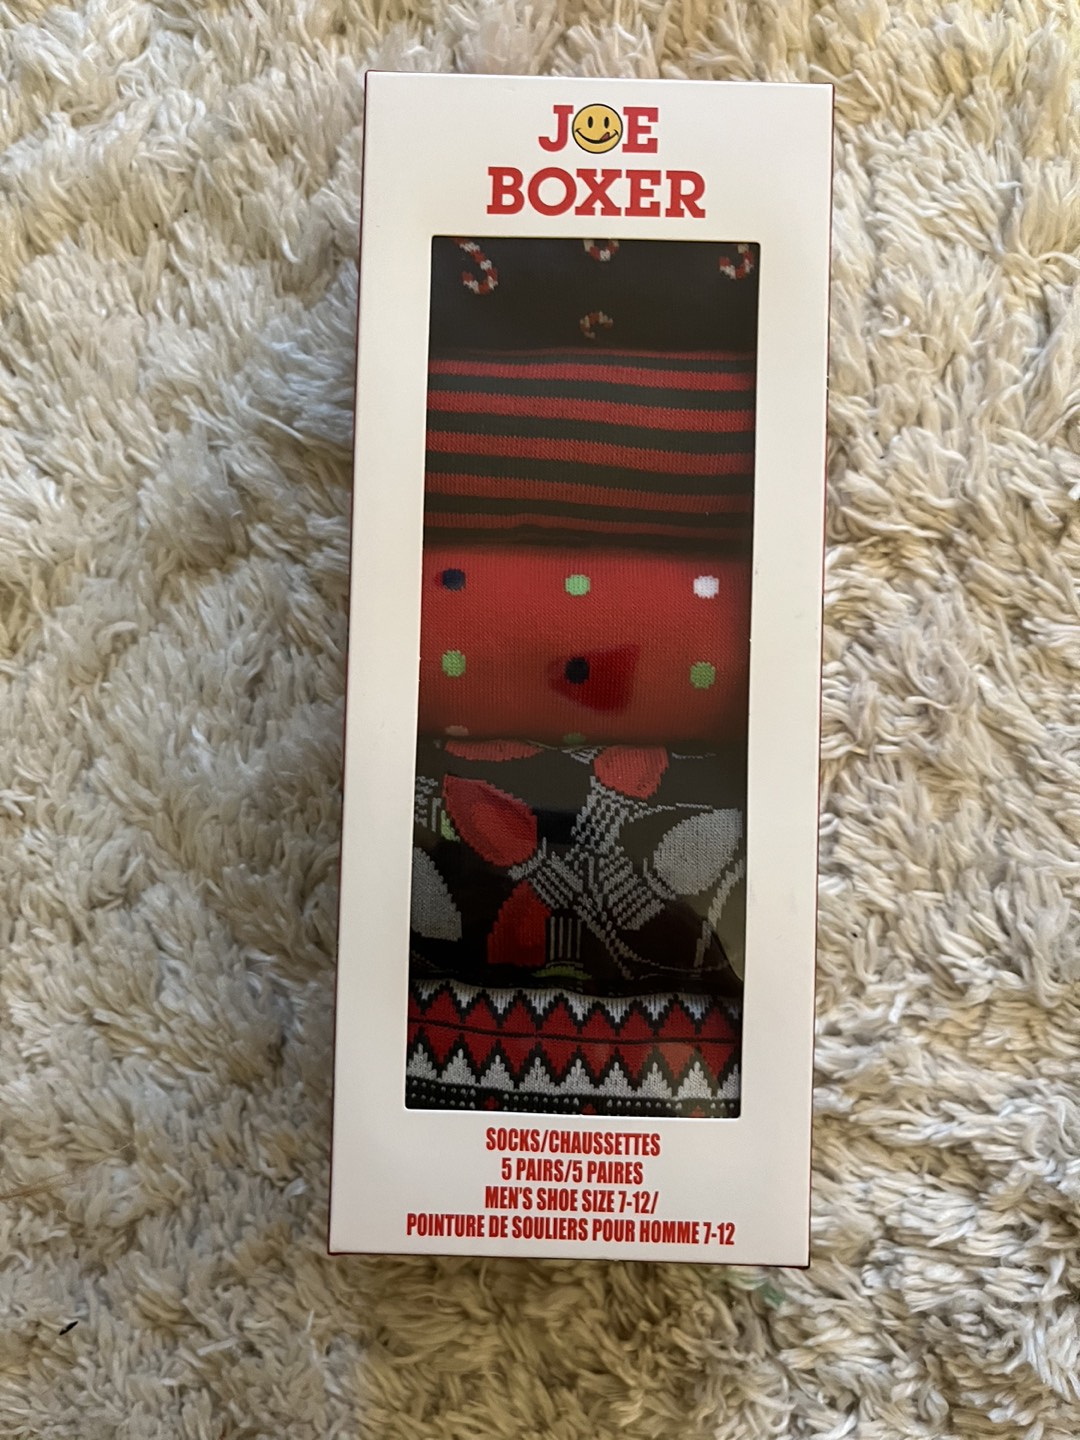 JOE
BOXER
SOCKS/CHAUSSETTES
5 PAIRS/5 PAIRES
MEN'S SHOE SIZE 7-12/
POINTURE DE SOULIERS POUR HOMME 7-12